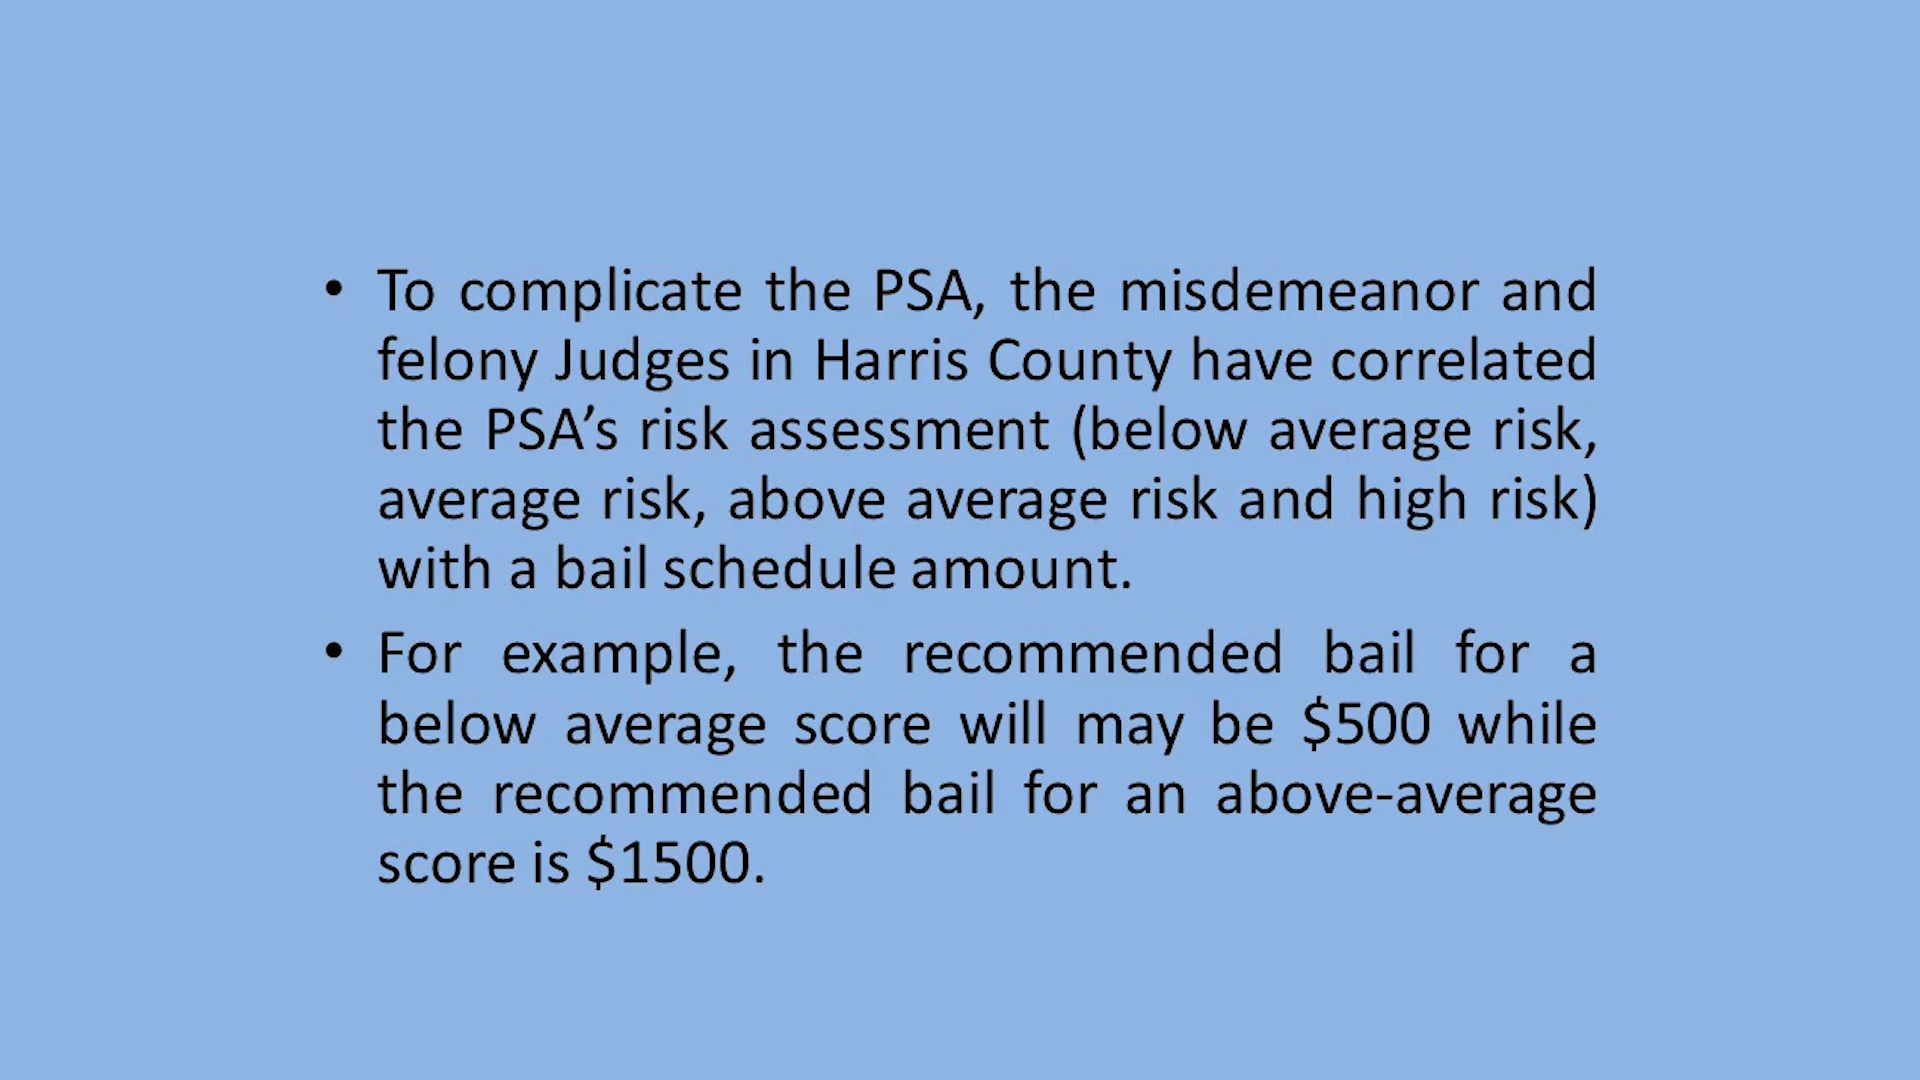 • To complicate the PSA, the misdemeanor and
felony Judges in Harris County have correlated
the PSA’s risk assessment (below average risk,
average risk, above average risk and high risk)
with a bail schedule amount.
• For example, the recommended bail for a
below average score will may be $500 while
the recommended bail for an above-average
score is $1500.